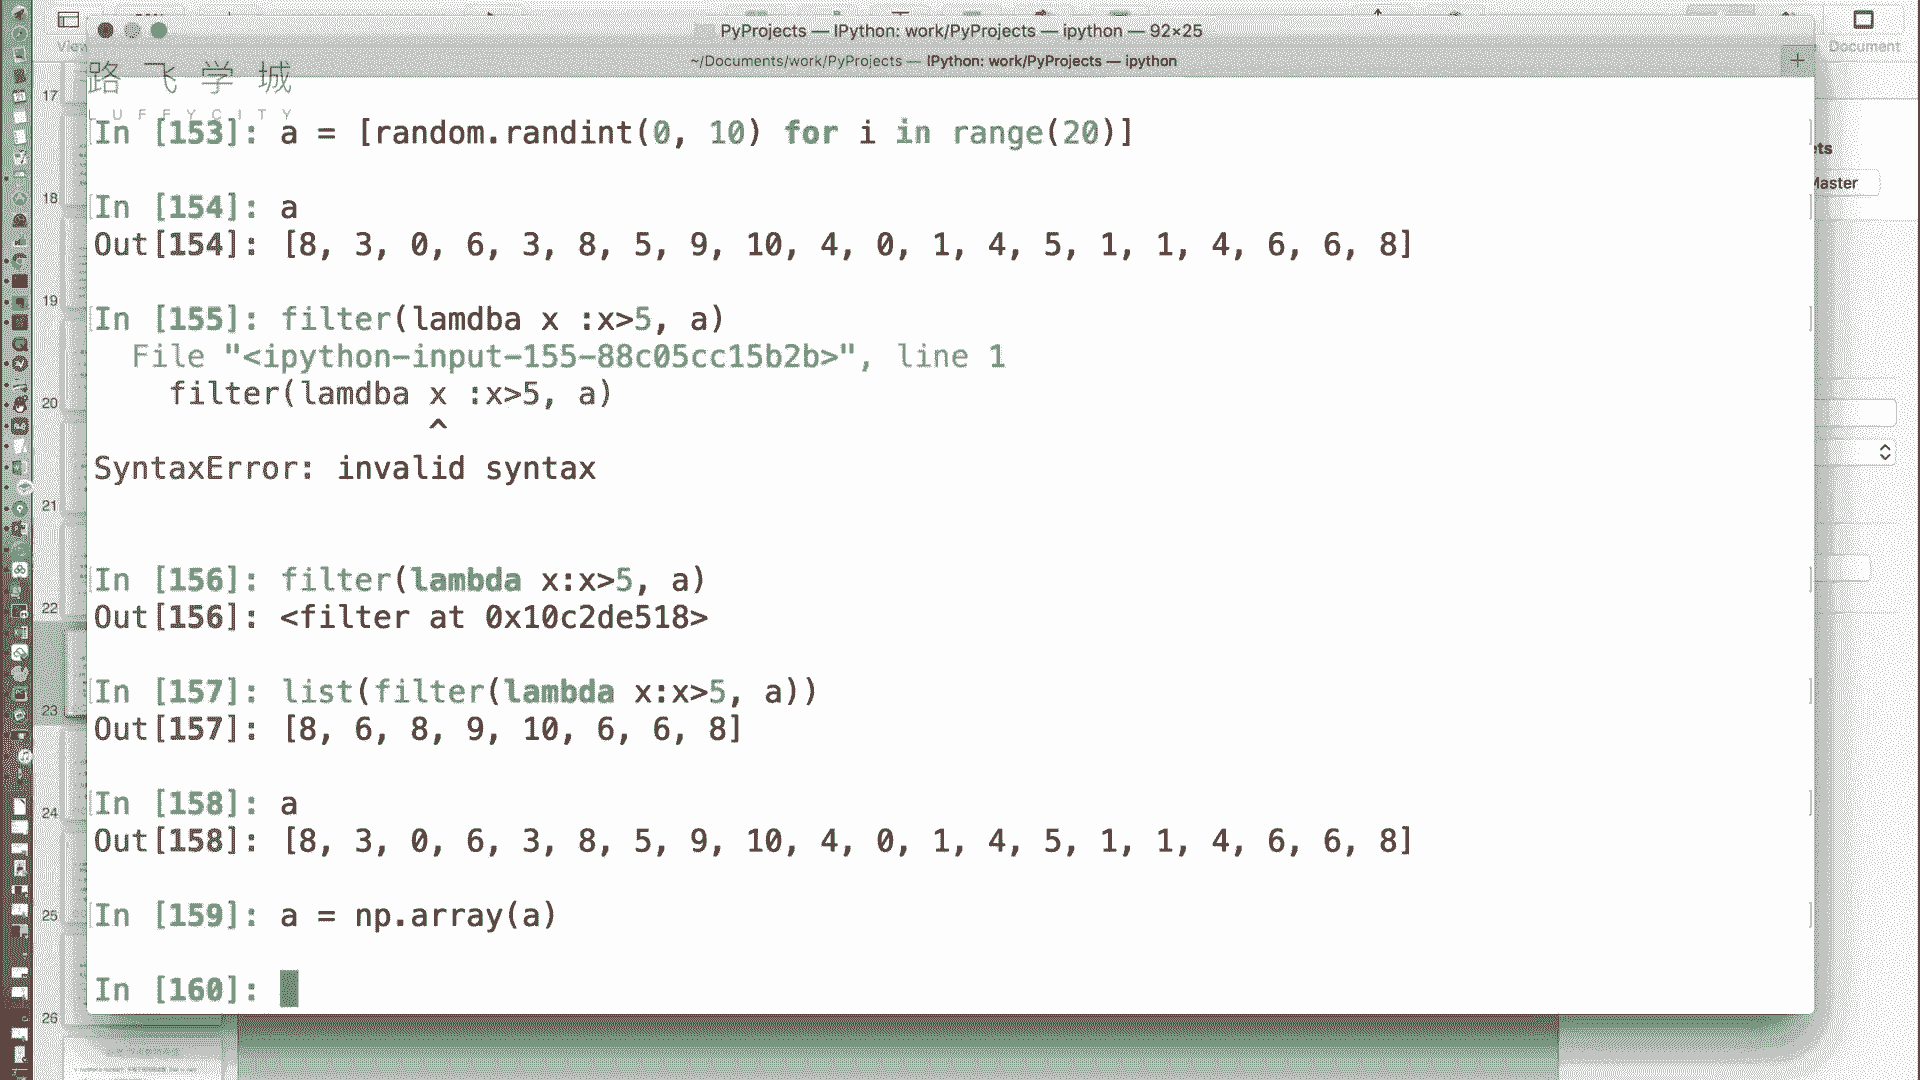 PyProjects — IPython: work/PyProjects — ipython — 92×25
~/Documents/work/PyProjects — IPython: work/PyProjects — ipython
+
View
Document
路飞学城
LUFFYCITY
In [153]: a = [random.randint(0, 10) for i in range(20)]
In [154]: a
Out[154]: [8, 3, 0, 6, 3, 8, 5, 9, 10, 4, 0, 1, 4, 5, 1, 1, 4, 6, 6, 8]
In [155]: filter(lamdba x :x>5, a)
File "<ipython-input-155-88c05cc15b2b>", line 1
filter(lamdba x :x>5, a)
^
SyntaxError: invalid syntax
In [156]: filter(lambda x:x>5, a)
Out[156]: <filter at 0x10c2de518>
In [157]: list(filter(lambda x:x>5, a))
Out[157]: [8, 6, 8, 9, 10, 6, 6, 8]
In [158]: a
Out[158]: [8, 3, 0, 6, 3, 8, 5, 9, 10, 4, 0, 1, 4, 5, 1, 1, 4, 6, 6, 8]
In [159]: a = np.array(a)
In [160]:
17
18
19
20
21
22
23
24
25
26
ets
Master